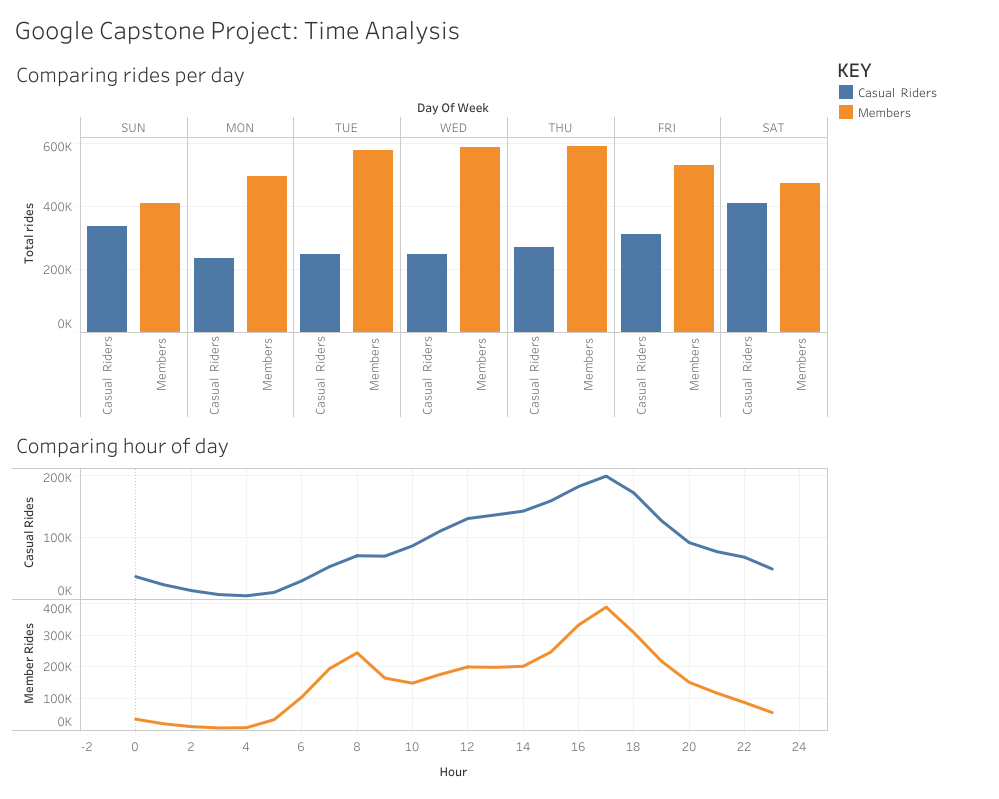 Google Capstone Project: Time Analysis
Comparing rides per day
KEY
Casual Riders
Members
Day Of Week
SUN MON TUE WED THU FRI SAT
Total rides
600K
400K
200K
0K
Casual Riders Members Casual Riders Members Casual Riders Members Casual Riders Members Casual Riders Members Casual Riders Members Casual Riders Members
Comparing hour of day
Casual Rides
200K
100K
0K
Member Rides
400K
300K
200K
100K
0K
-2 0 2 4 6 8 10 12 14 16 18 20 22 24
Hour